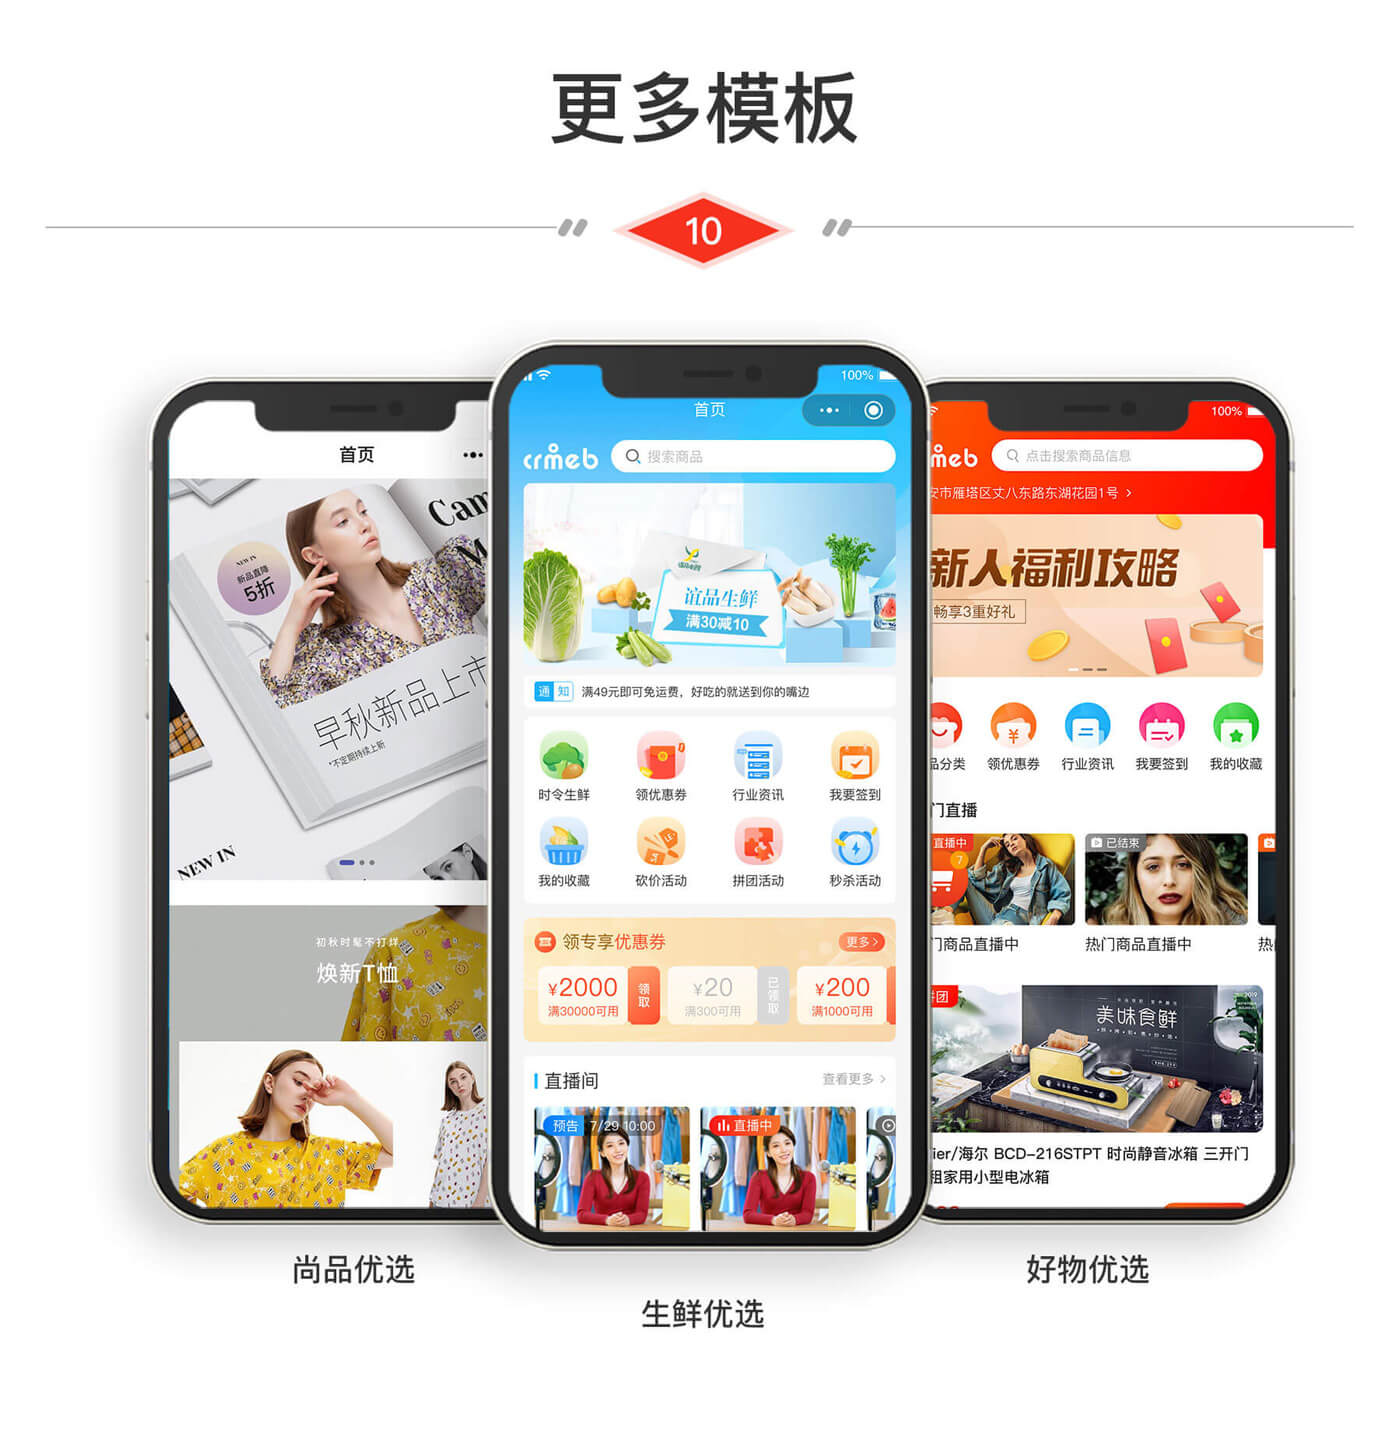 更多模板
10
首页
NEW IN
新品直降
5折
早秋新品上市
*不定期持续上新
NEW IN
初秋时髦不打烊
焕新T恤
尚品优选
100%
首页
crmeb
搜索商品
谊品生鲜
满30减10
通知 满49元即可免运费，好吃的就送到你的嘴边
时令生鲜 领优惠券 行业资讯 我要签到
我的收藏 砍价活动 拼团活动 秒杀活动
领专享优惠券 更多 >
¥2000 领取 ¥20 已领取 ¥200
满30000可用 满300可用 满1000可用
直播间 查看更多 >
预告 7/29 10:00 直播中
生鲜优选
100%
meb
点击搜索商品信息
安市雁塔区丈八东路东湖花园1号 >
新人福利攻略
畅享3重好礼
品分类 领优惠券 行业资讯 我要签到 我的收藏
门直播
直播中 已结束
7
门商品直播中 热门商品直播中 热
团
美味食鲜
ier/海尔 BCD-216STPT 时尚静音冰箱 三开门
租家用小型电冰箱
好物优选